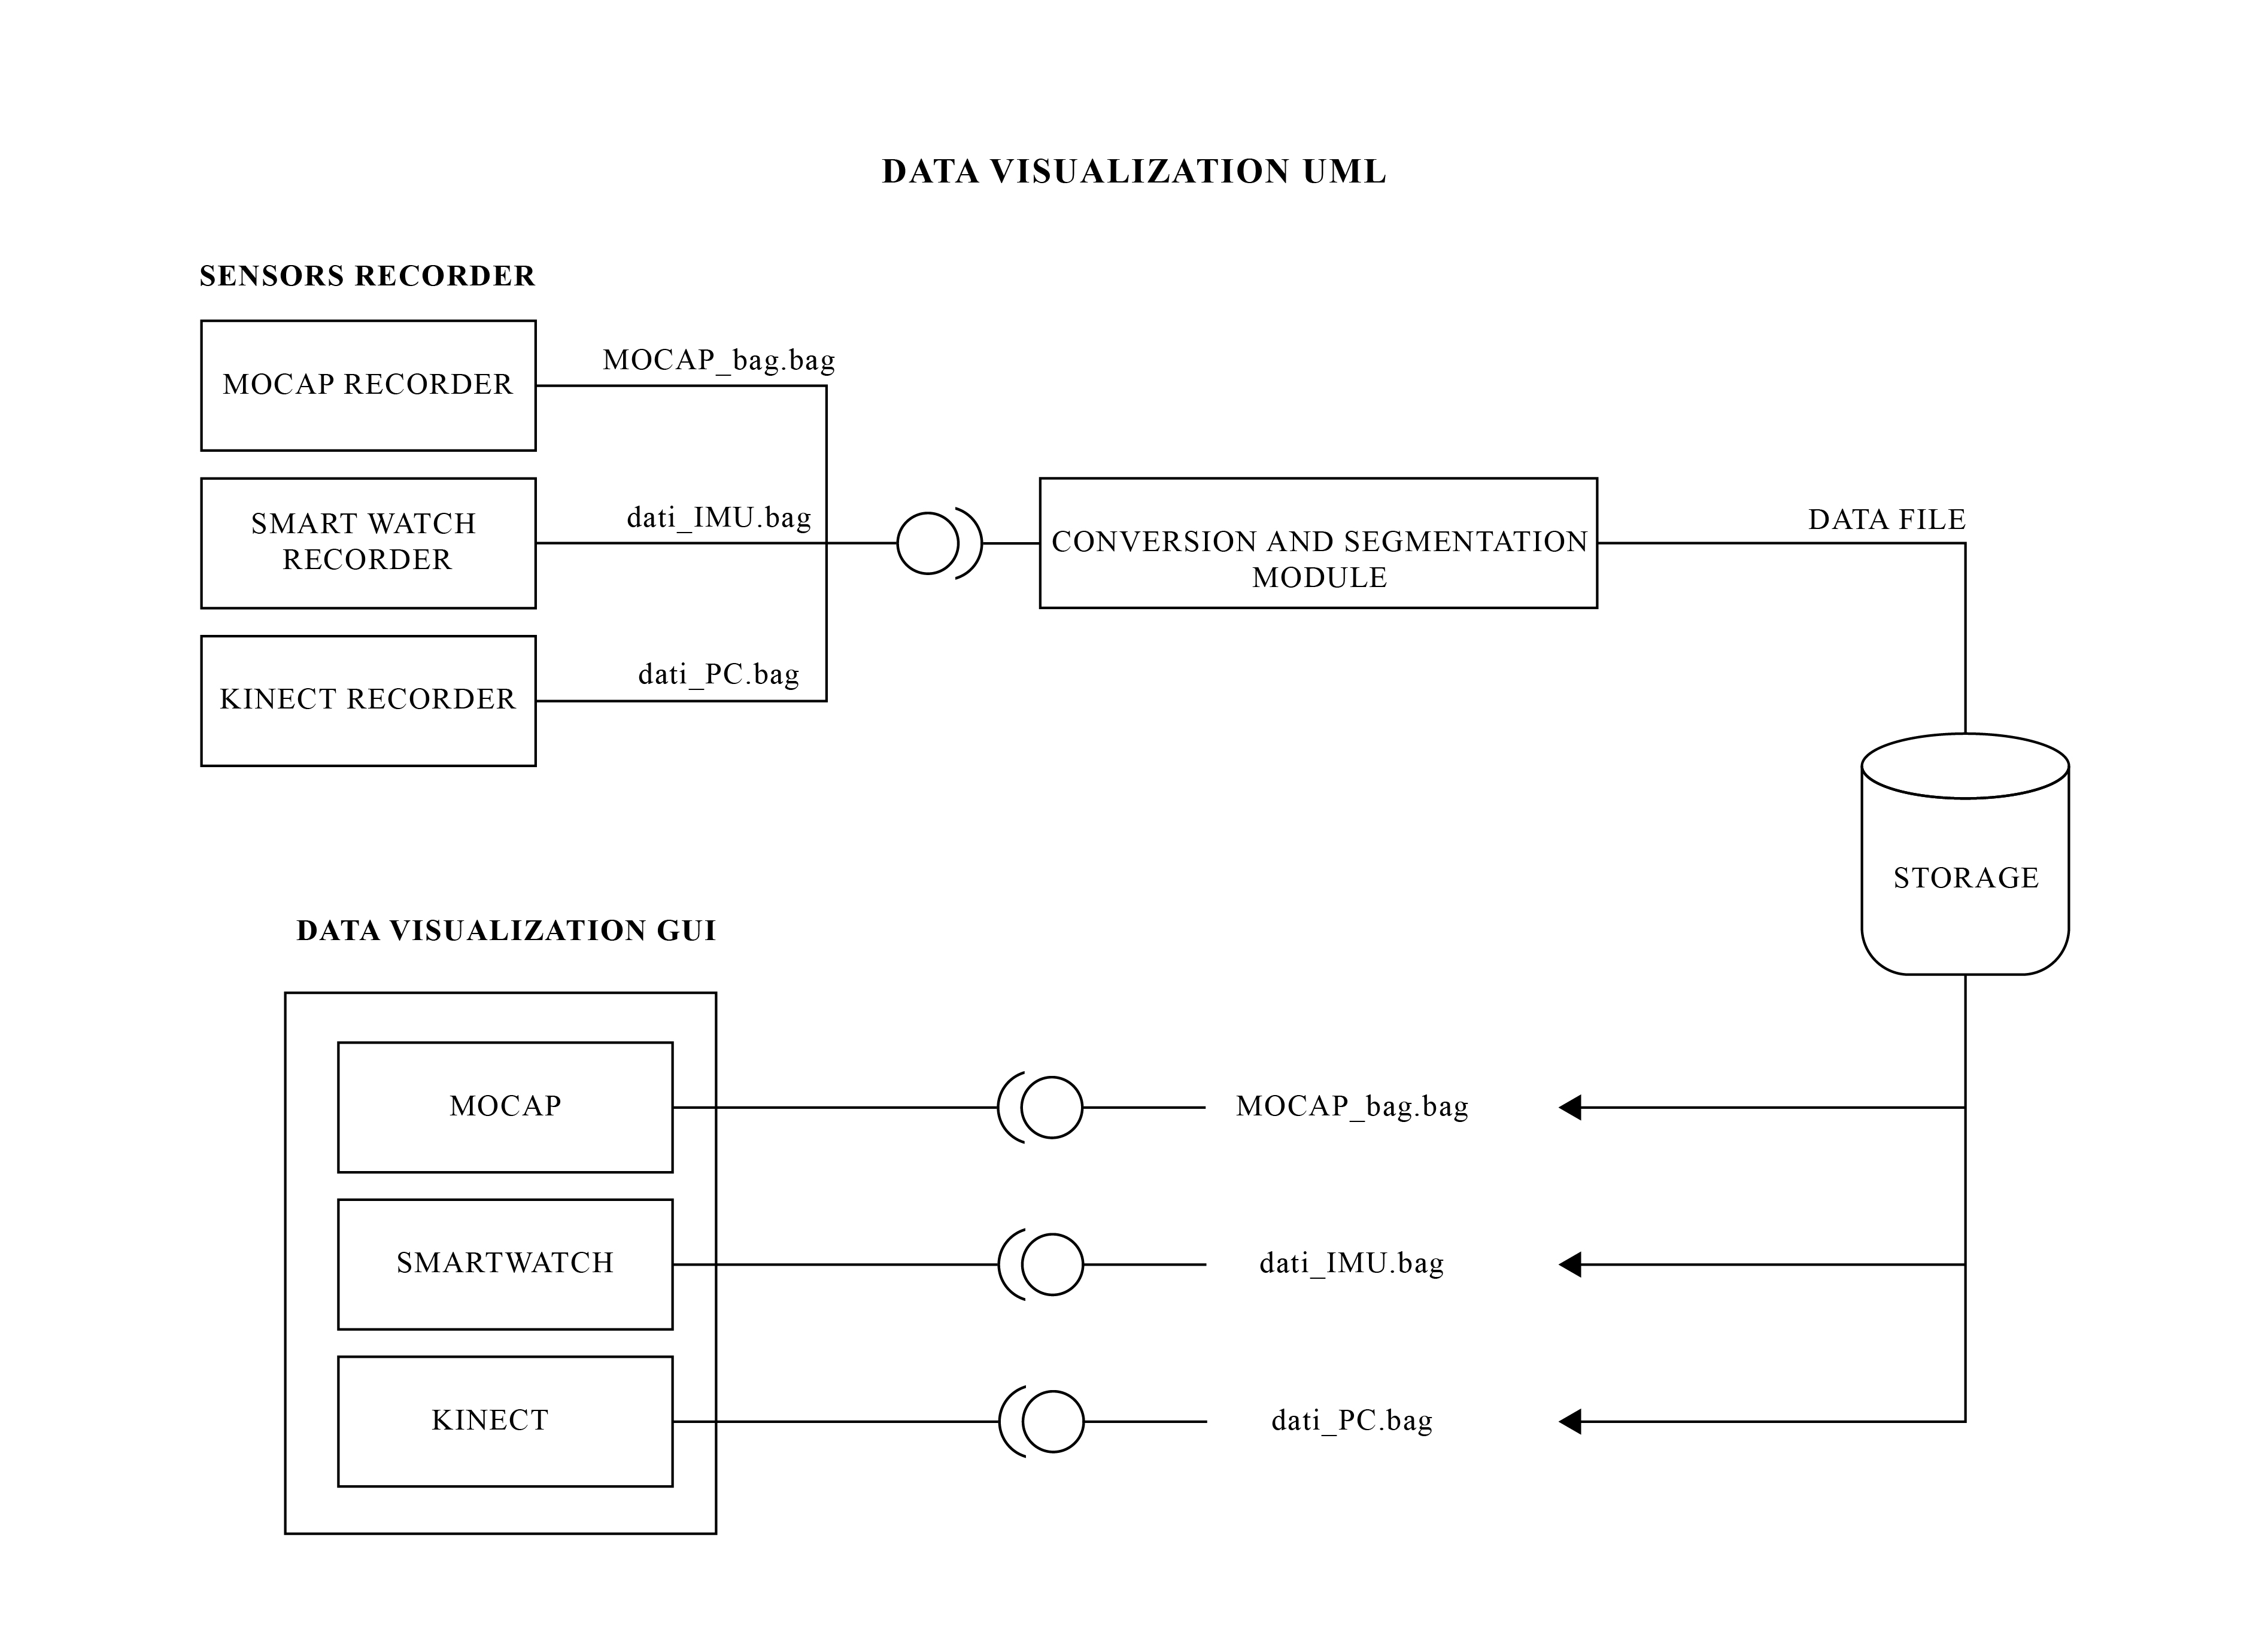 DATA VISUALIZATION UML
SENSORS RECORDER
MOCAP RECORDER
MOCAP_bag.bag
SMART WATCH
RECORDER
dati_IMU.bag
KINECT RECORDER
dati_PC.bag
CONVERSION AND SEGMENTATION
MODULE
DATA FILE
STORAGE
DATA VISUALIZATION GUI
MOCAP
MOCAP_bag.bag
SMARTWATCH
dati_IMU.bag
KINECT
dati_PC.bag